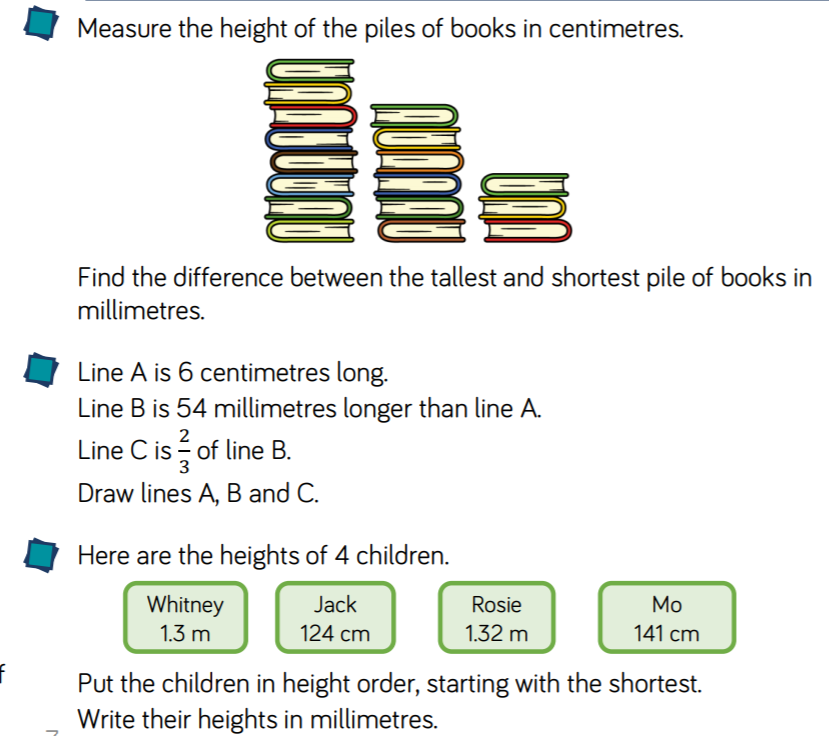 Measure the height of the piles of books in centimetres.
Find the difference between the tallest and shortest pile of books in
millimetres.
Line A is 6 centimetres long.
Line B is 54 millimetres longer than line A.
Line C is 2/3 of line B.
Draw lines A, B and C.
Here are the heights of 4 children.
Whitney
1.3 m
Jack
124 cm
Rosie
1.32 m
Mo
141 cm
f
Put the children in height order, starting with the shortest.
Write their heights in millimetres.